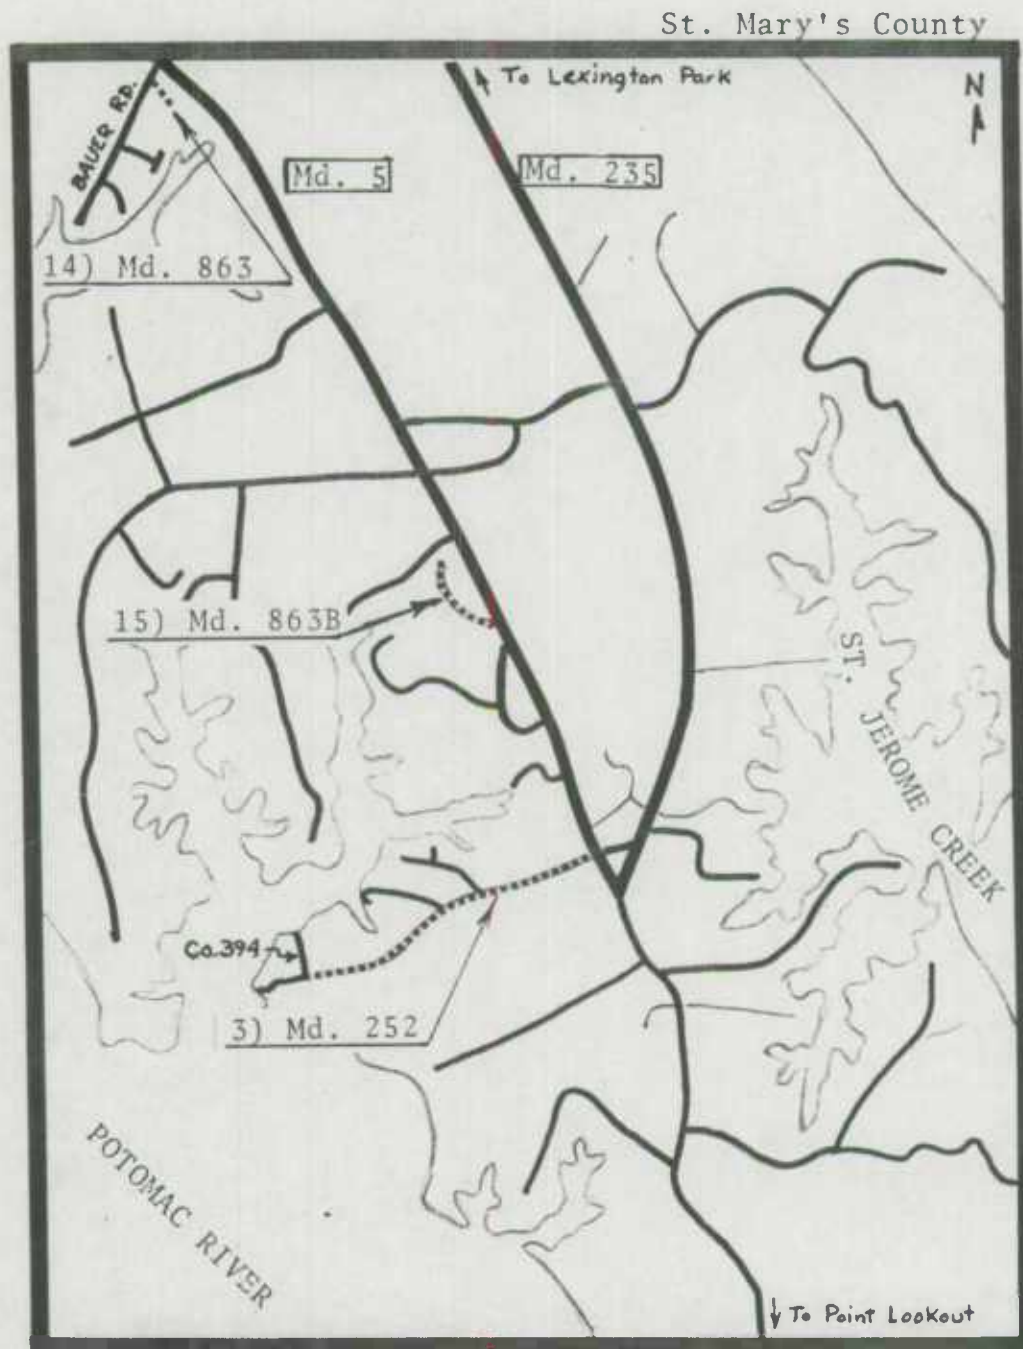 St. Mary's County
To Lexington Park
N
BAUER RD.
Md. 5
Md. 235
14) Md. 863
15) Md. 863B
ST. JEROME CREEK
Co. 394
3) Md. 252
POTOMAC RIVER
To Point Lookout